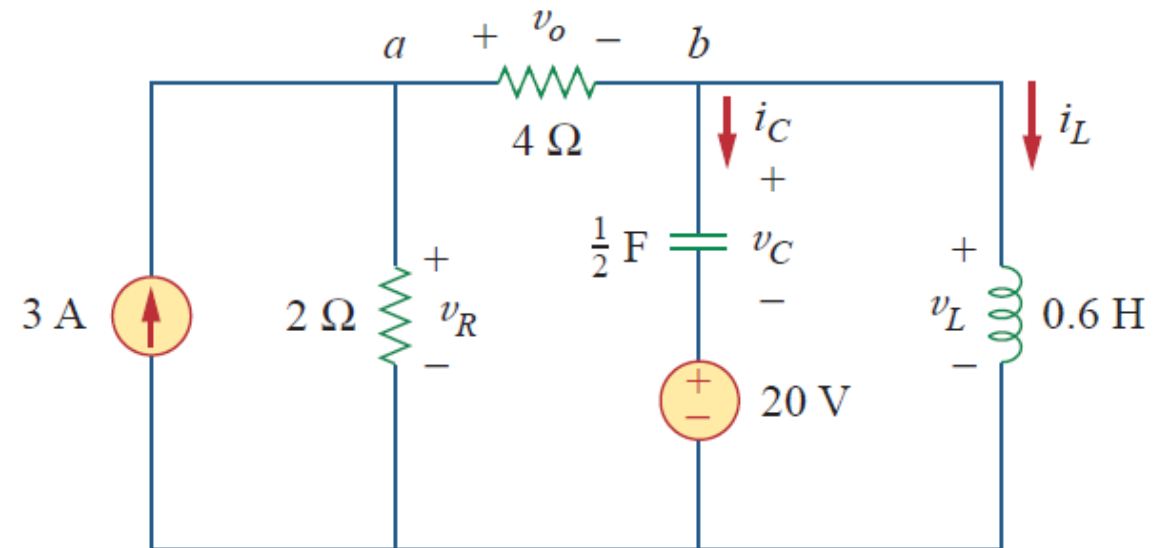 a + v_o − b
4 Ω
i_C
i_L
+
½ F v_C
−
3 A
2 Ω + v_R −
+ v_L − 0.6 H
+ − 20 V